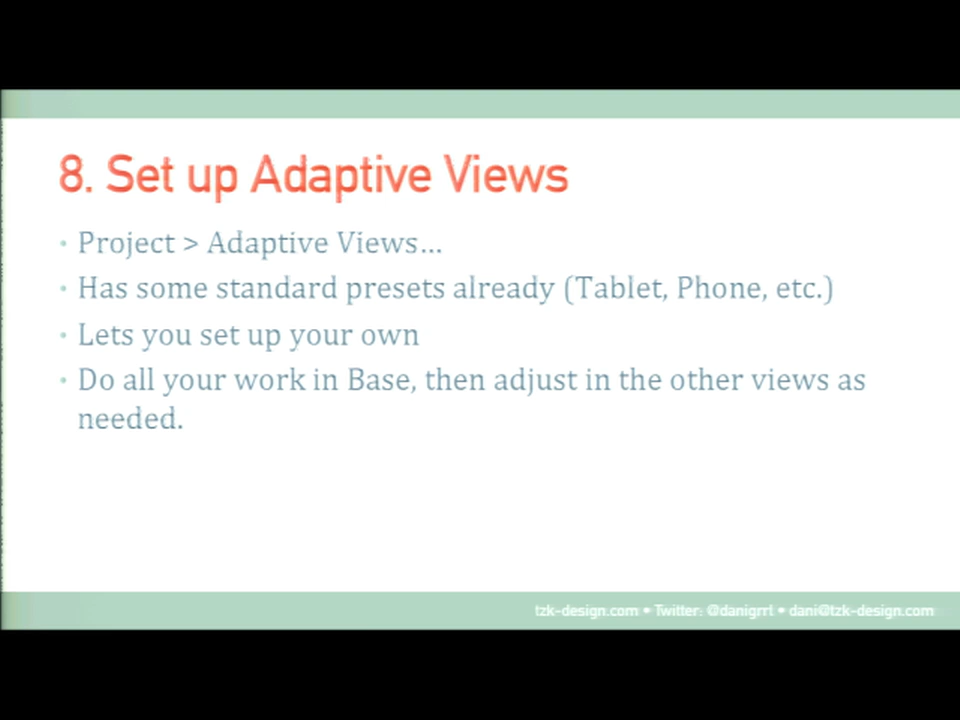 8. Set up Adaptive Views
• Project > Adaptive Views...
• Has some standard presets already (Tablet, Phone, etc.)
• Lets you set up your own
• Do all your work in Base, then adjust in the other views as
needed.
tzk-design.com • Twitter: @danigrrl • dani@tzk-design.com